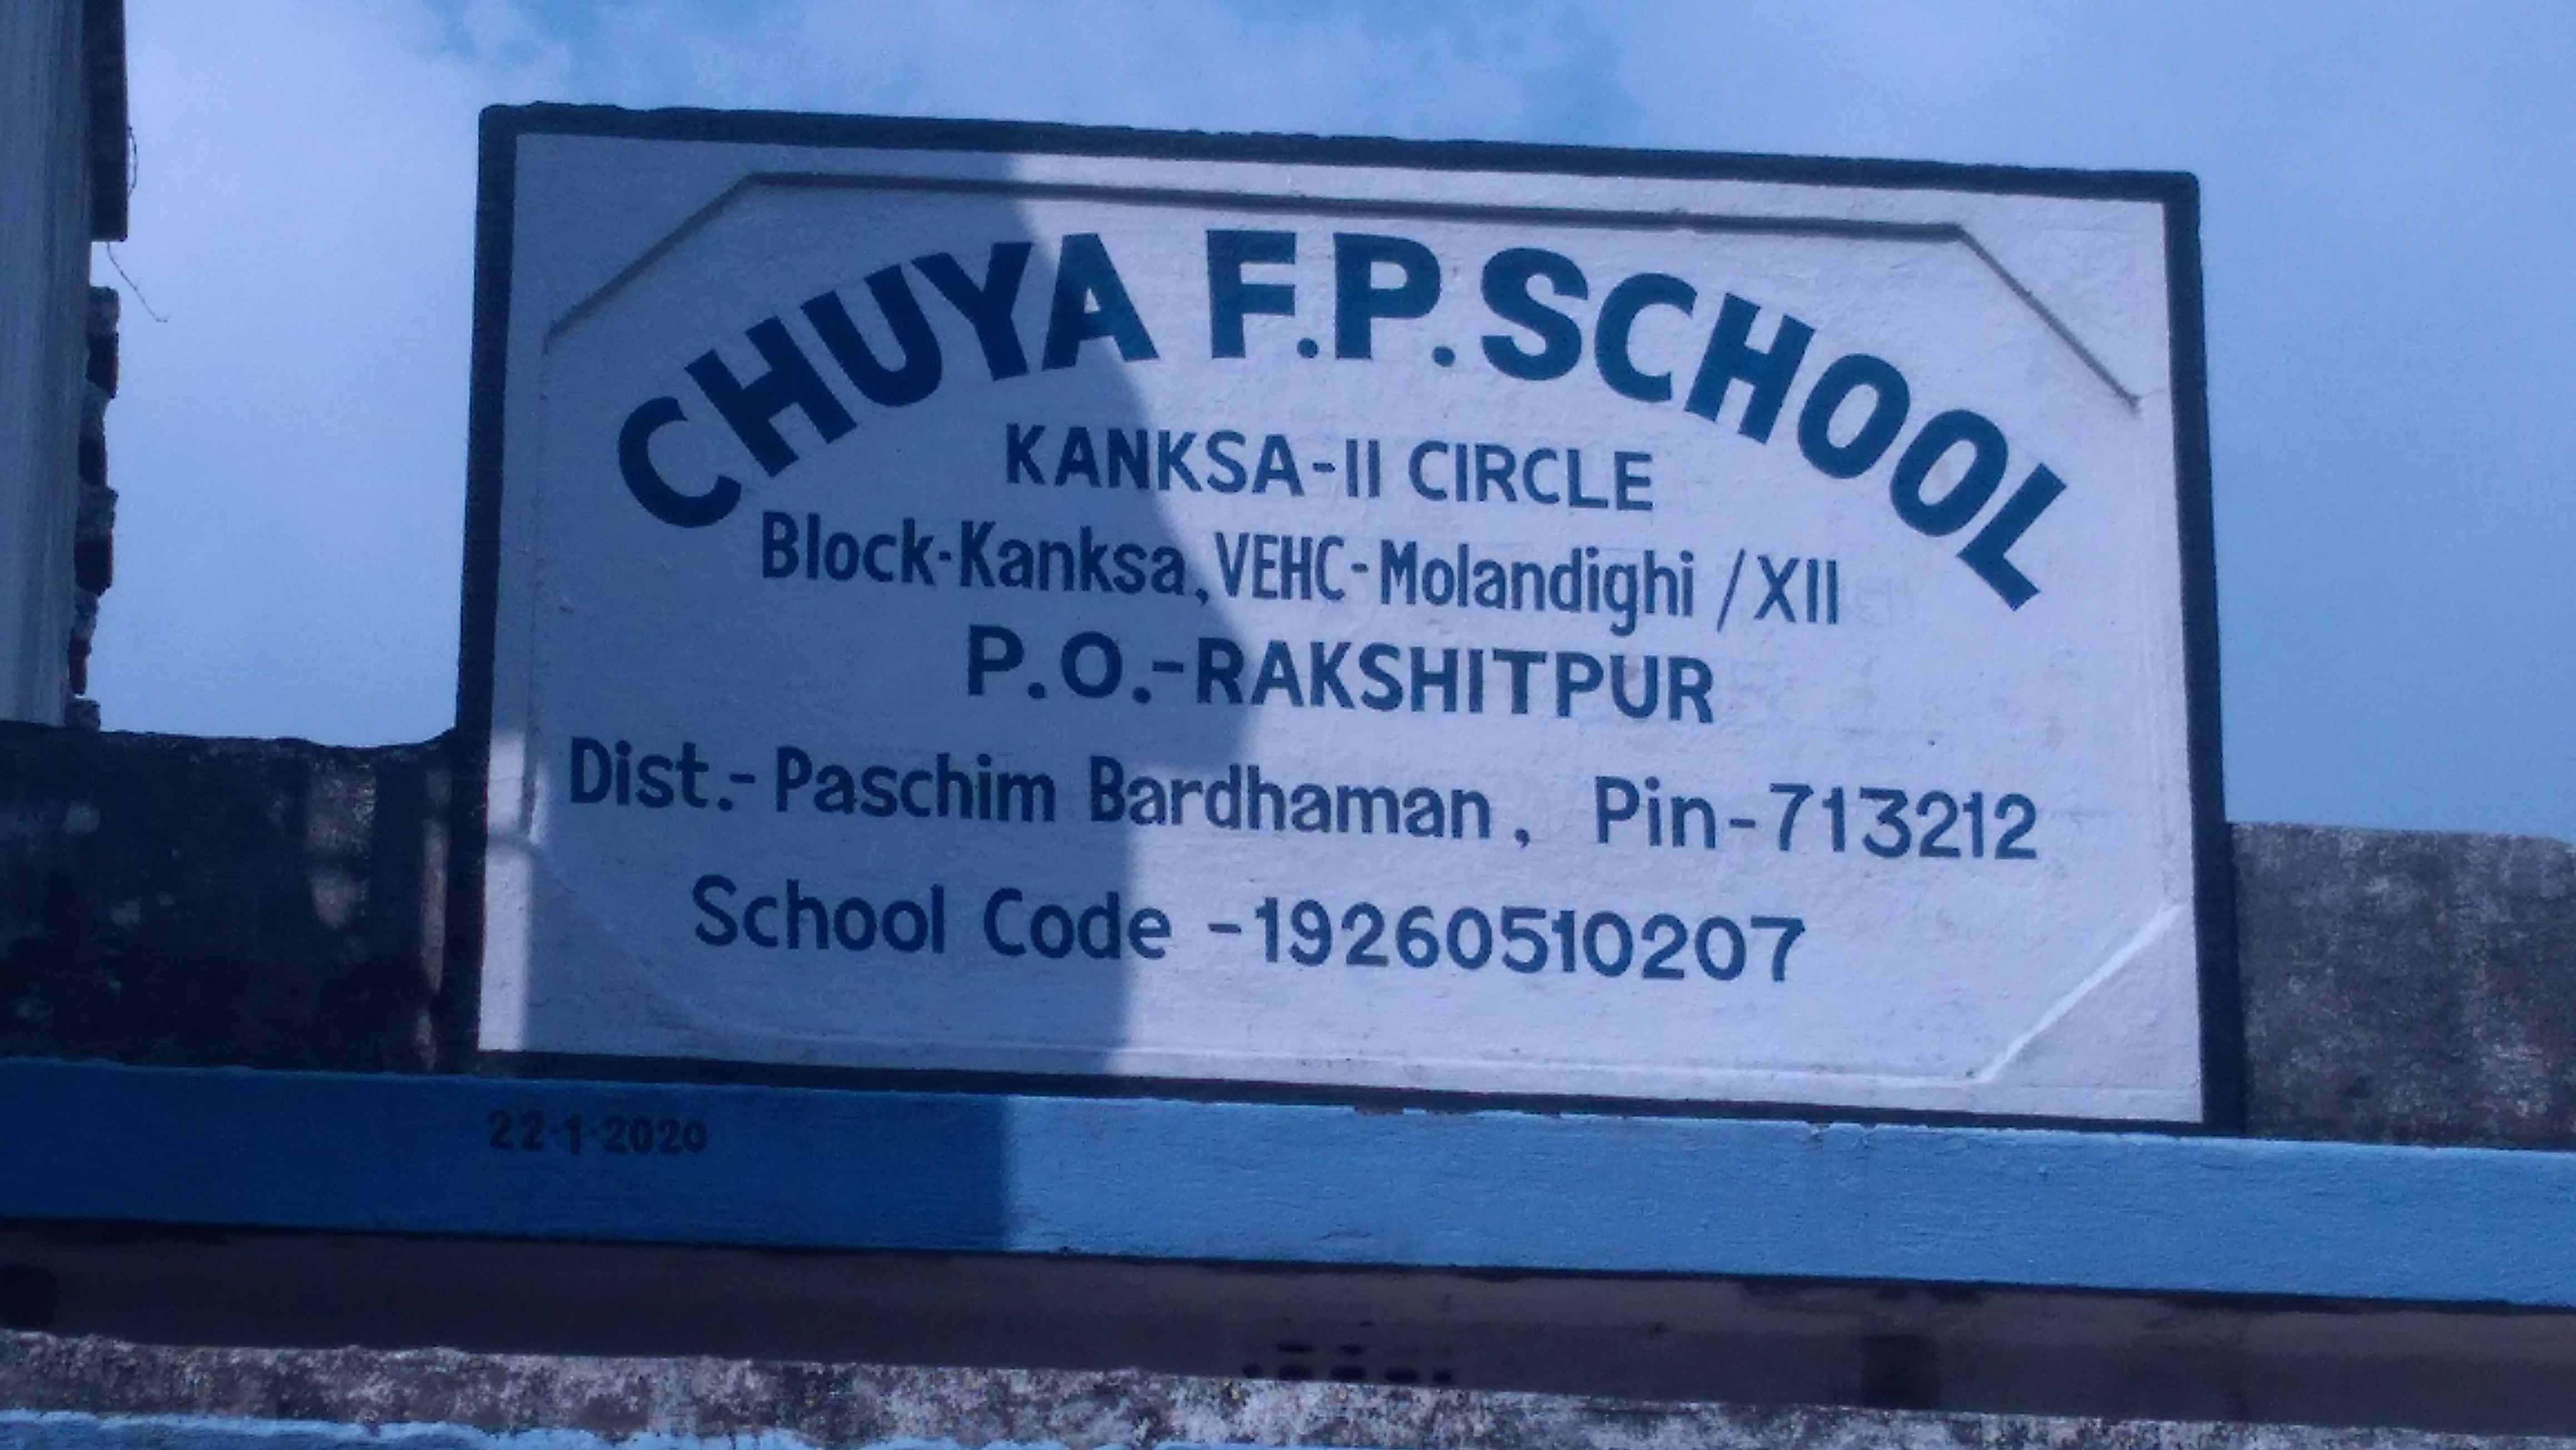 CHUYA F.P. SCHOOL
KANKSA-II CIRCLE
Block-Kanksa, VEHC-Molandighi /XII
P.O.-RAKSHITPUR
Dist.- Paschim Bardhaman, Pin-713212
School Code -19260510207
22-1-2020